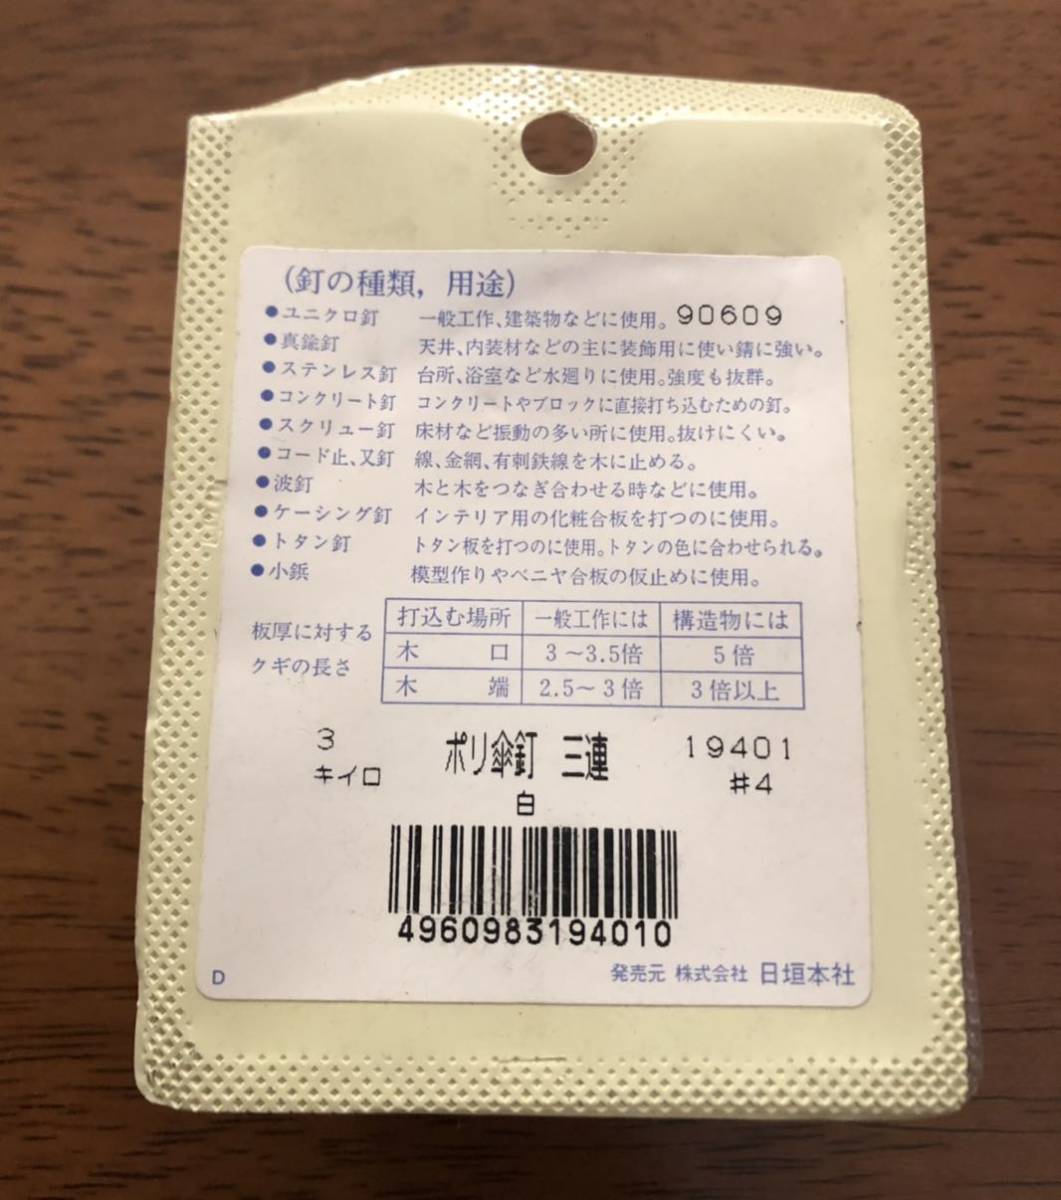 (釘の種類, 用途)
●ユニクロ釘 一般工作、建築物などに使用。 90609
●真鍮釘 天井、内装材などの主に装飾用に使い錆に強い。
●ステンレス釘 台所、浴室など水廻りに使用。強度も抜群。
●コンクリート釘 コンクリートやブロックに直接打ち込むための釘。
●スクリュー釘 床材など振動の多い所に使用。抜けにくい。
●コード止、又釘 線、金網、有刺鉄線を木に止める。
●波釘 木と木をつなぎ合わせる時などに使用。
●ケーシング釘 インテリア用の化粧合板を打つのに使用。
●トタン釘 トタン板を打つのに使用。トタンの色に合わせられる。
●小鋲 模型作りやベニヤ合板の仮止めに使用。
板厚に対する
クギの長さ
打込む場所 一般工作には 構造物には
木口 3～3.5倍 5倍
木端 2.5～3倍 3倍以上
3 ポリ傘釘 三連 19401
キイロ #4
白
4960983194010
D 発売元 株式会社 日垣本社